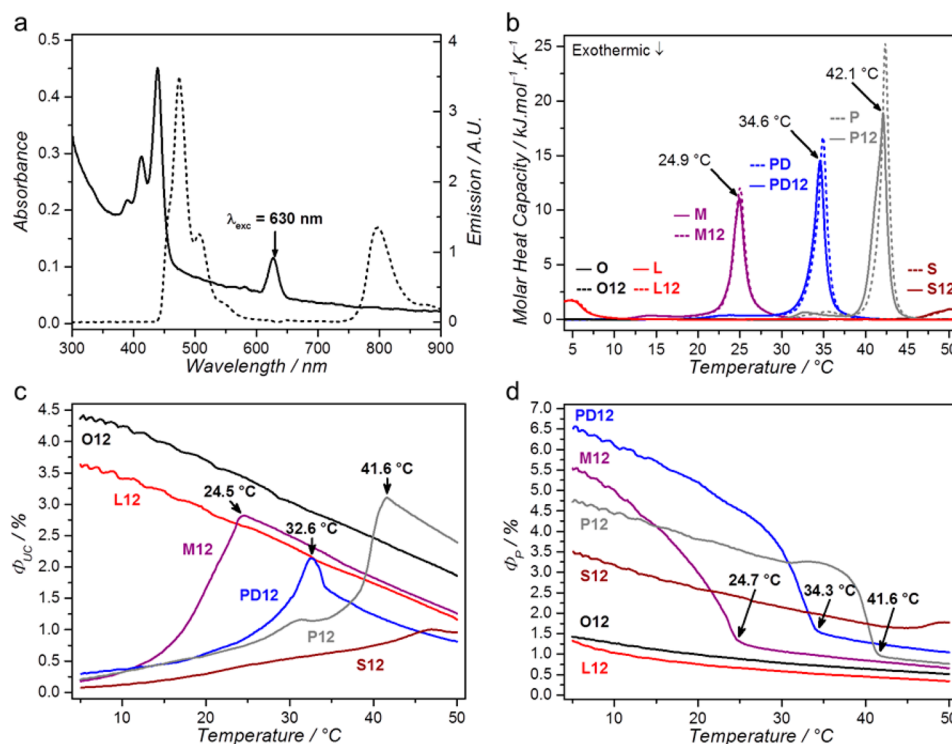 a
Absorbance
0.5
0.4
0.3
0.2
0.1
0.0
λexc = 630 nm
4
3
2
1
0
Emission / A.U.
300 400 500 600 700 800 900
Wavelength / nm
b
Molar Heat Capacity / kJ.mol⁻¹.K⁻¹
25
20
15
10
5
0
Exothermic ↓
42.1 °C
34.6 °C
24.9 °C
P
P12
PD
PD12
M
M12
O
O12
L
L12
S
S12
5 10 15 20 25 30 35 40 45 50
Temperature / °C
c
ΦUC / %
4.5
4.0
3.5
3.0
2.5
2.0
1.5
1.0
0.5
0.0
O12
L12
24.5 °C
41.6 °C
32.6 °C
M12
PD12
P12
S12
10 20 30 40 50
Temperature / °C
d
ΦP / %
7.0
6.5
6.0
5.5
5.0
4.5
4.0
3.5
3.0
2.5
2.0
1.5
1.0
0.5
0.0
PD12
M12
P12
S12
O12
L12
24.7 °C
34.3 °C
41.6 °C
10 20 30 40 50
Temperature / °C